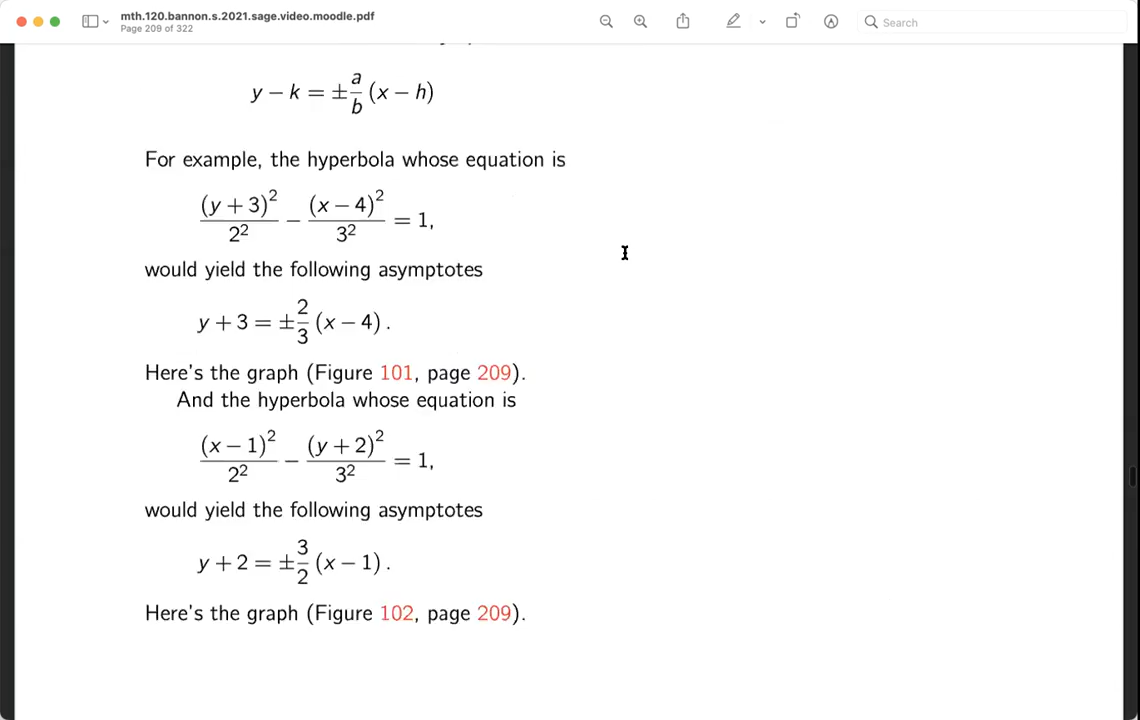 mth.120.bannon.s.2021.sage.video.moodle.pdf
Page 209 of 322
Search
y − k = ± a/b (x − h)
For example, the hyperbola whose equation is
(y + 3)²/2² − (x − 4)²/3² = 1,
would yield the following asymptotes
y + 3 = ± 2/3 (x − 4) .
Here's the graph (Figure 101, page 209).
And the hyperbola whose equation is
(x − 1)²/2² − (y + 2)²/3² = 1,
would yield the following asymptotes
y + 2 = ± 3/2 (x − 1) .
Here's the graph (Figure 102, page 209).